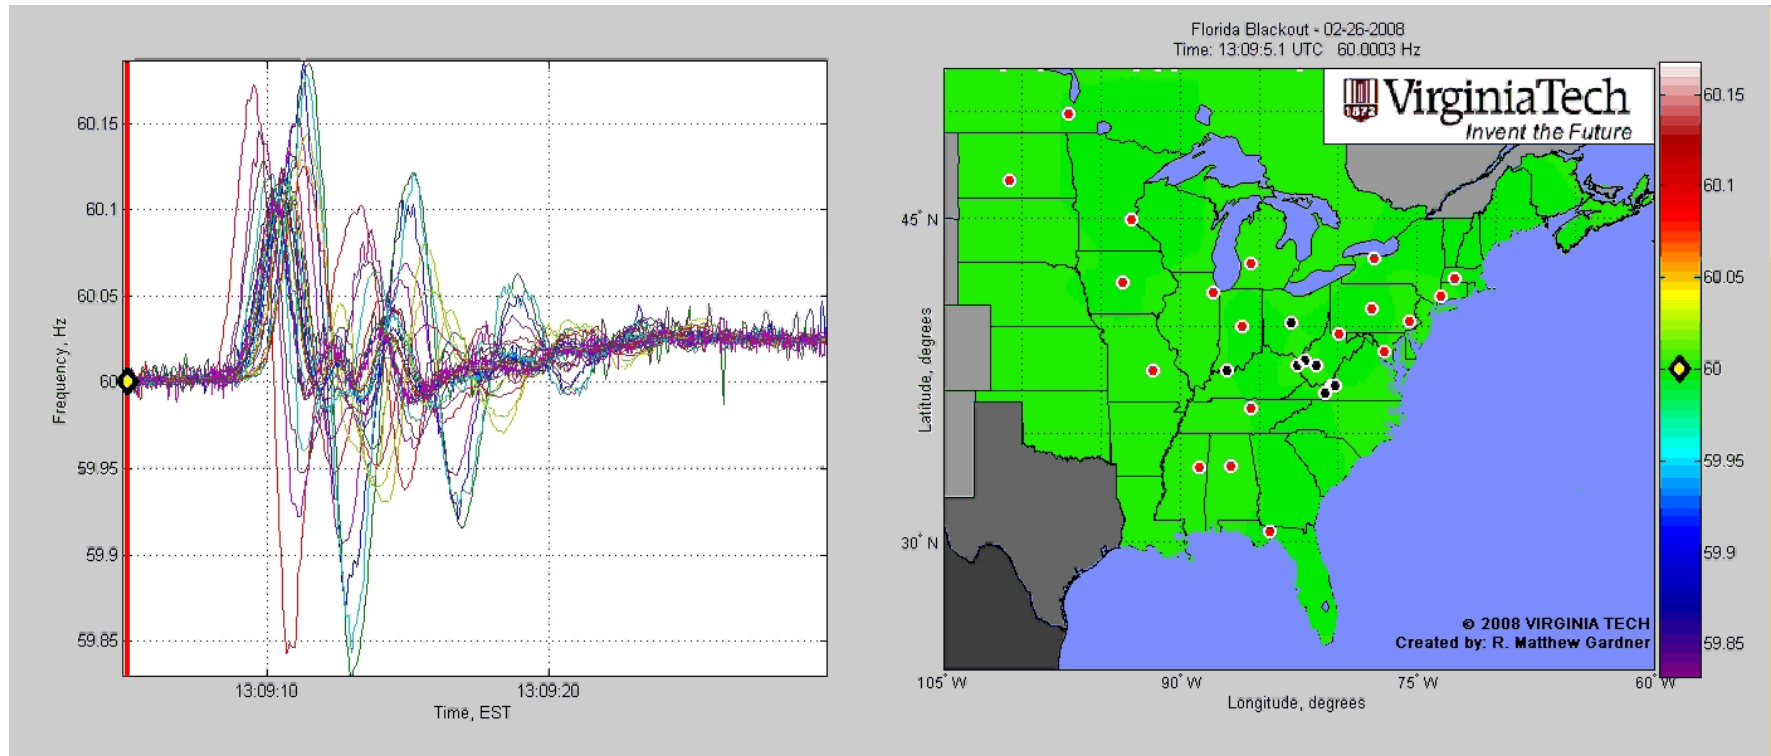 60.15
60.1
60.05
60
59.95
59.9
59.85
Frequency, Hz
13:09:10
13:09:20
Time, EST
Florida Blackout - 02-26-2008
Time: 13:09:5.1 UTC 60.0003 Hz
1872
VirginiaTech
Invent the Future
45° N
30° N
Latitude, degrees
© 2008 VIRGINIA TECH
Created by: R. Matthew Gardner
105° W
90° W
75° W
60° W
Longitude, degrees
60.15
60.1
60.05
60
59.95
59.9
59.85